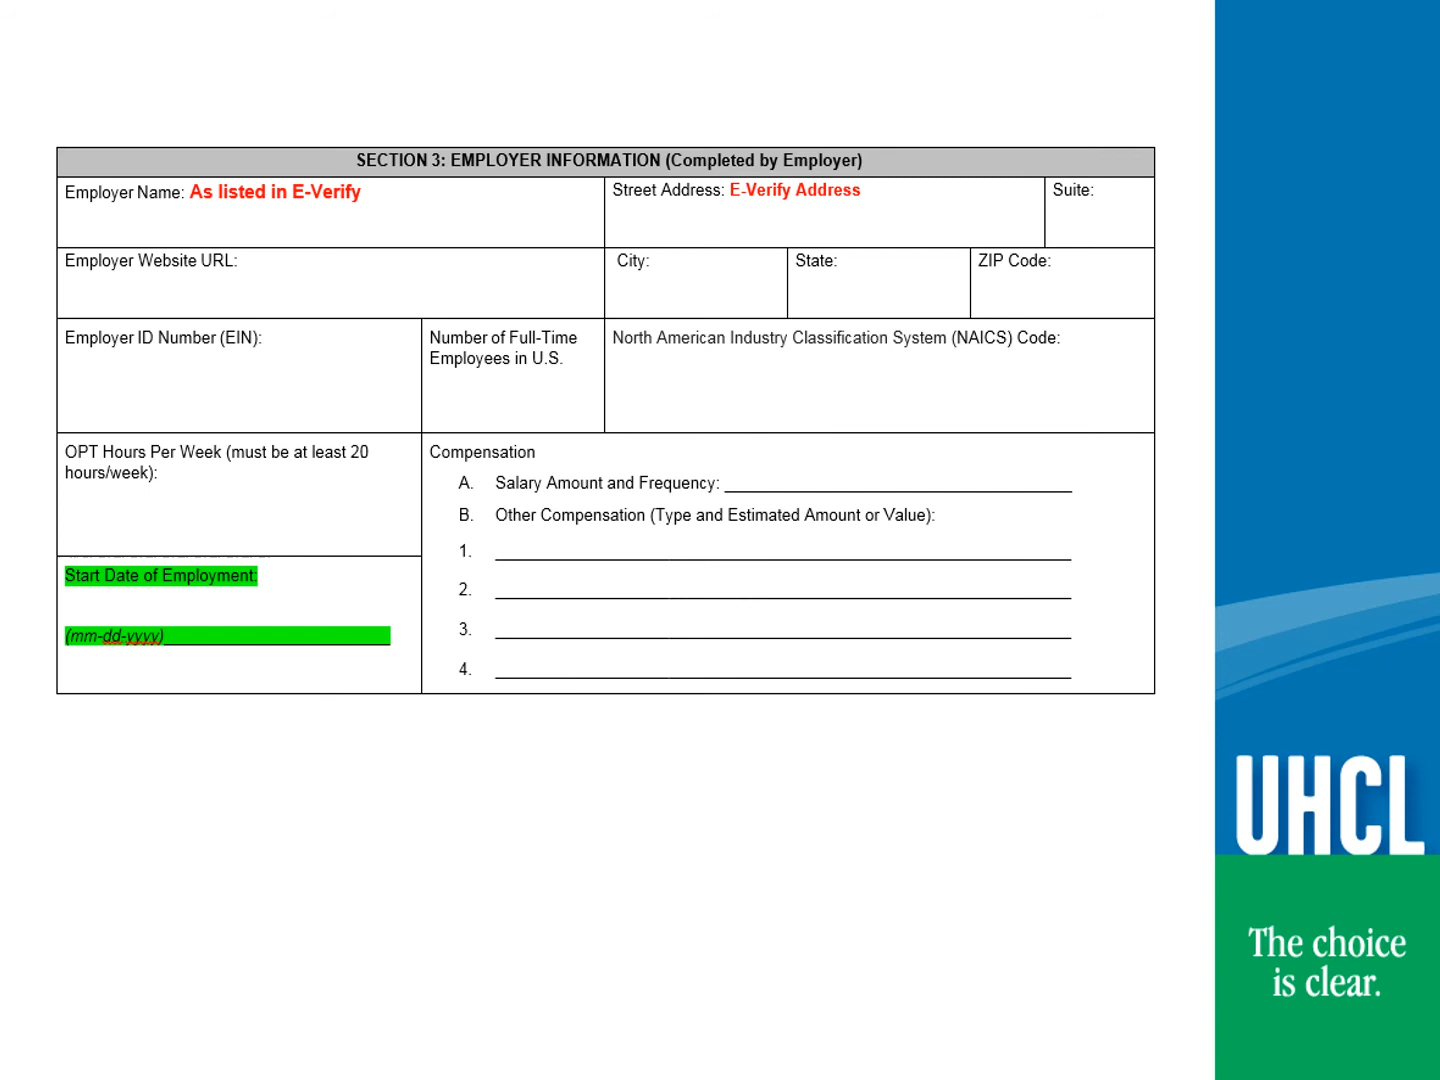 SECTION 3: EMPLOYER INFORMATION (Completed by Employer)
Employer Name: As listed in E-Verify
Street Address: E-Verify Address
Suite:
Employer Website URL:
City:
State:
ZIP Code:
Employer ID Number (EIN):
Number of Full-Time
Employees in U.S.
North American Industry Classification System (NAICS) Code:
OPT Hours Per Week (must be at least 20
hours/week):
Start Date of Employment:
(mm-dd-yyyy)
Compensation
A. Salary Amount and Frequency:
B. Other Compensation (Type and Estimated Amount or Value):
1.
2.
3.
4.
UHCL
The choice
is clear.